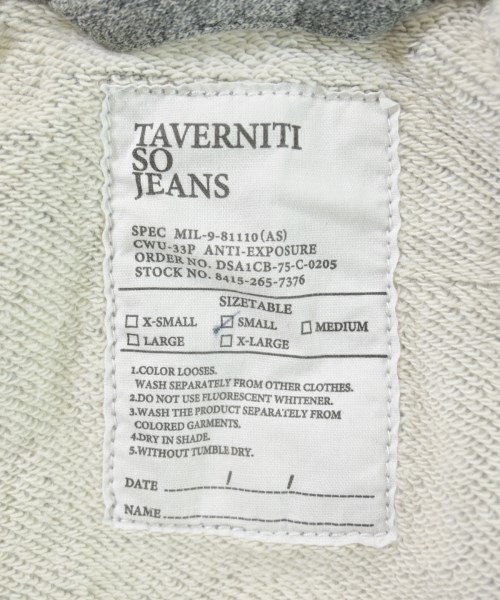 TAVERNITI
SO
JEANS
SPEC MIL-9-81110(AS)
CWU-33P ANTI-EXPOSURE
ORDER NO. DSA1CB-75-C-0205
STOCK NO. 8415-265-7376
SIZETABLE
☐ X-SMALL ☑ SMALL ☐ MEDIUM
☐ LARGE ☐ X-LARGE
1.COLOR LOOSES.
WASH SEPARATELY FROM OTHER CLOTHES.
2.DO NOT USE FLUORESCENT WHITENER.
3.WASH THE PRODUCT SEPARATELY FROM
COLORED GARMENTS.
4.DRY IN SHADE.
5.WITHOUT TUMBLE DRY.
DATE / /
NAME